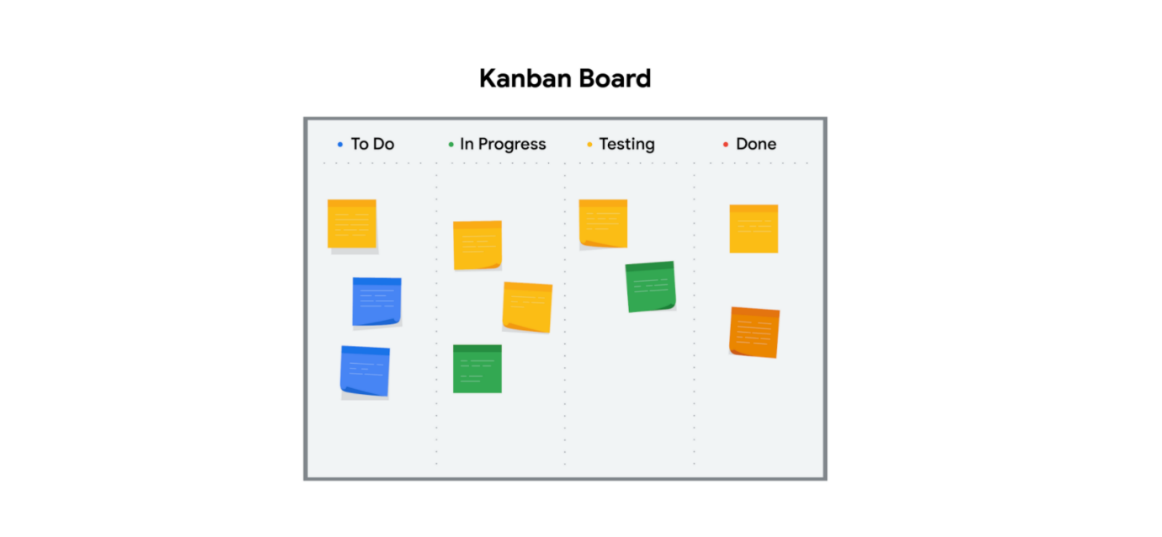 Kanban Board
To Do
In Progress
Testing
Done